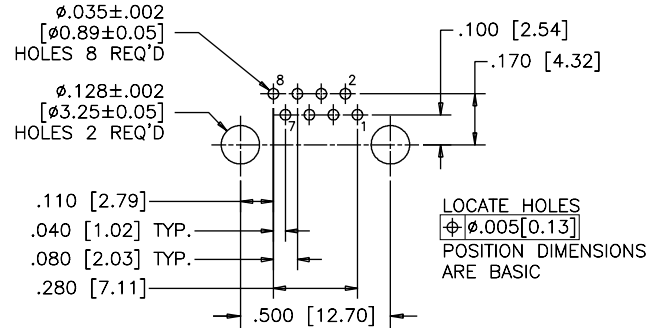 ø.035±.002
[ø0.89±0.05]
HOLES 8 REQ'D
ø.128±.002
[ø3.25±0.05]
HOLES 2 REQ'D
.100 [2.54]
.170 [4.32]
8
2
7
1
.110 [2.79]
.040 [1.02] TYP.
.080 [2.03] TYP.
.280 [7.11]
.500 [12.70]
LOCATE HOLES
⌖ ø.005[0.13]
POSITION DIMENSIONS
ARE BASIC